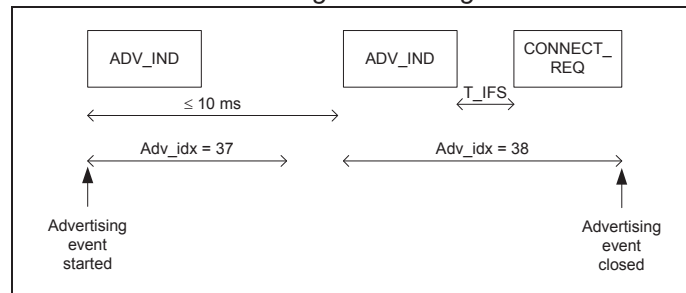 ADV_IND
ADV_IND
CONNECT_
REQ
T_IFS
≤ 10 ms
Adv_idx = 37
Adv_idx = 38
Advertising
event
started
Advertising
event
closed